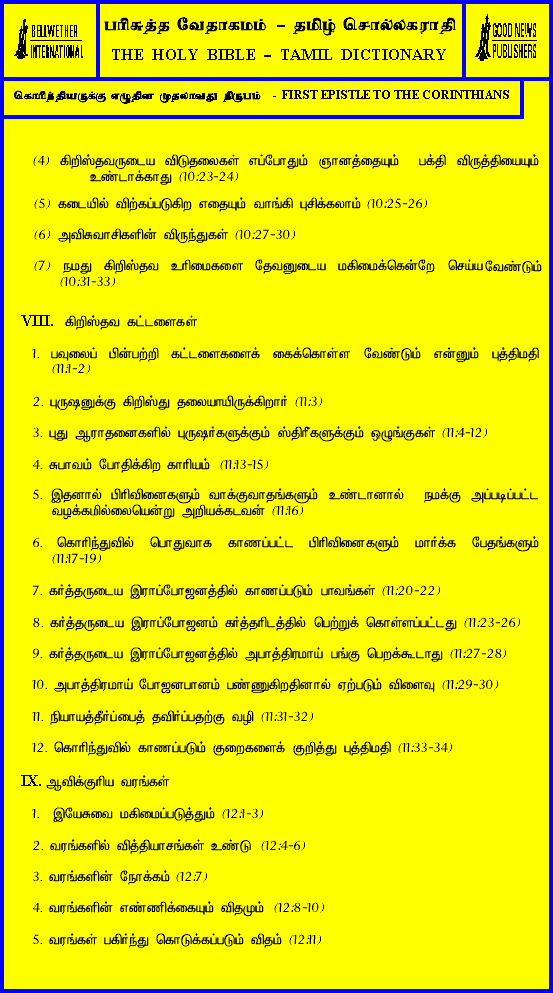 BELLWETHER
INTERNATIONAL
பரிசுத்த வேதாகமம் – தமிழ் சொல்லகராதி
THE HOLY BIBLE – TAMIL DICTIONARY
GOOD NEWS
PUBLISHERS
கொரிந்தியருக்கு எழுதின முதலாவது நிருபம் - FIRST EPISTLE TO THE CORINTHIANS
(4) கிறிஸ்தவருடைய விடுதலைகள் எப்போதும் ஞானத்தையும் பக்தி விருத்தியையும்
உண்டாக்காது (10:23-24)
(5) கடையில் விற்கப்படுகிற எதையும் வாங்கி புசிக்கலாம் (10:25-26)
(6) அவிசுவாசிகளின் விருந்துகள் (10:27-30)
(7) நமது கிறிஸ்தவ உரிமைகளை தேவனுடைய மகிமைக்கென்றே செய்யவேண்டும்
(10:31-33)
VIII. கிறிஸ்தவ கட்டளைகள்
1. பவுலைப் பின்பற்றி கட்டளைகளைக் கைக்கொள்ள வேண்டும் என்னும் புத்திமதி
(11:1-2)
2. புருஷனுக்கு கிறிஸ்து தலையாயிருக்கிறார் (11:3)
3. புது ஆராதனைகளில் புருஷர்களுக்கும் ஸ்திரீகளுக்கும் ஒழுங்குகள் (11:4-12)
4. சுபாவம் போதிக்கிற காரியம் (11:13-15)
5. இதனால் பிரிவினைகளும் வாக்குவாதங்களும் உண்டானால் நமக்கு அப்படிப்பட்ட
வழக்கமில்லையென்று அறியக்கடவன் (11:16)
6. கொரிந்துவில் பொதுவாக காணப்பட்ட பிரிவினைகளும் மார்க்க பேதங்களும்
(11:17-19)
7. கர்த்தருடைய இராப்போஜனத்தில் காணப்படும் பாவங்கள் (11:20-22)
8. கர்த்தருடைய இராப்போஜனம் கர்த்தரிடத்தில் பெற்றுக் கொள்ளப்பட்டது (11:23-26)
9. கர்த்தருடைய இராப்போஜனத்தில் அபாத்திரமாய் பங்கு பெறக்கூடாது (11:27-28)
10. அபாத்திரமாய் போஜனபானம் பண்ணுகிறதினால் ஏற்படும் விளைவு (11:29-30)
11. நியாயத்தீர்ப்பைத் தவிர்ப்பதற்கு வழி (11:31-32)
12. கொரிந்துவில் காணப்படும் குறைகளைக் குறித்து புத்திமதி (11:33-34)
IX. ஆவிக்குரிய வரங்கள்
1. இயேசுவை மகிமைப்படுத்தும் (12:1-3)
2. வரங்களில் வித்தியாசங்கள் உண்டு (12:4-6)
3. வரங்களின் நோக்கம் (12:7)
4. வரங்களின் எண்ணிக்கையும் விதமும் (12:8-10)
5. வரங்கள் பகிர்ந்து கொடுக்கப்படும் விதம் (12:11)